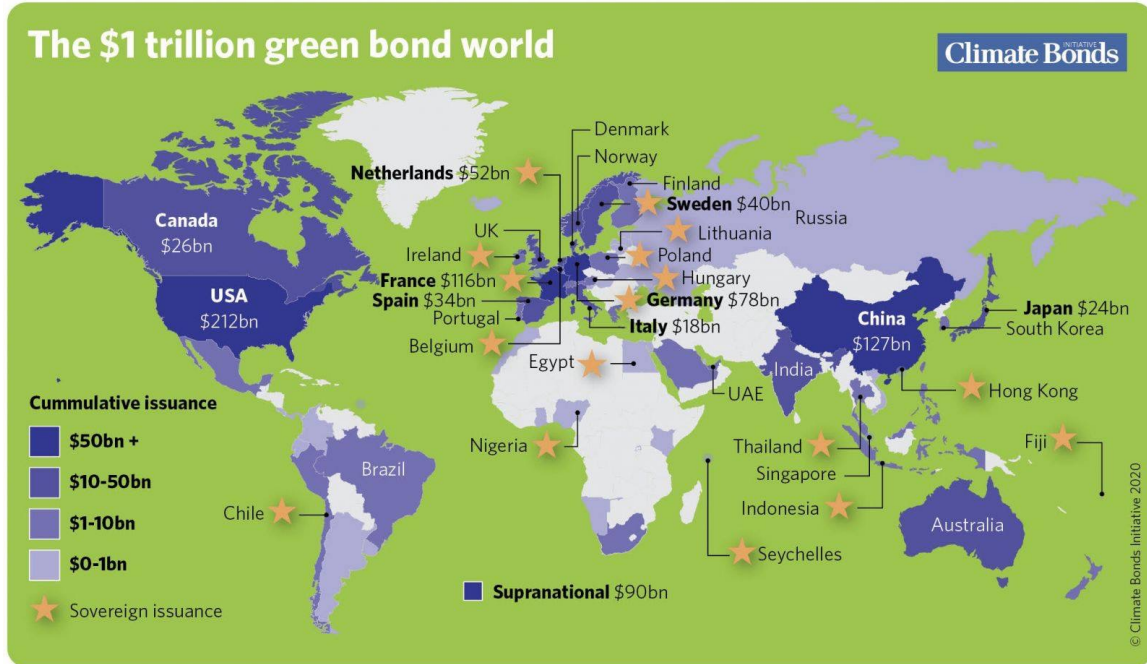 The $1 trillion green bond world
Climate Bonds
INITIATIVE
Denmark
Norway
Netherlands $52bn
Finland
Sweden $40bn
Russia
Canada
$26bn
UK
Lithuania
Ireland
Poland
France $116bn
Hungary
USA
$212bn
Spain $34bn
Germany $78bn
Portugal
Italy $18bn
China
$127bn
Japan $24bn
South Korea
Belgium
Egypt
India
UAE
Hong Kong
Cummulative issuance
$50bn +
$10-50bn
$1-10bn
$0-1bn
Sovereign issuance
Brazil
Chile
Nigeria
Thailand
Singapore
Indonesia
Fiji
Australia
Seychelles
Supranational $90bn
© Climate Bonds Initiative 2020